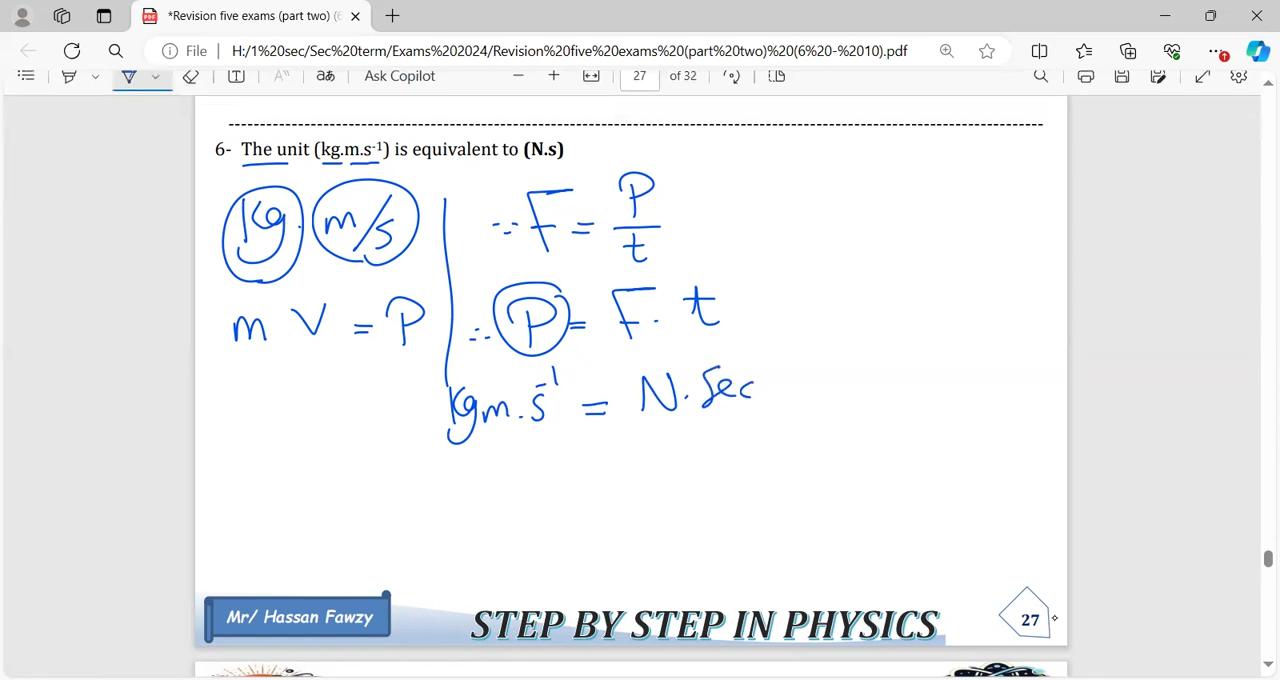 *Revision five exams (part two) (6
File H:/1%20sec/Sec%20term/Exams%202024/Revision%20five%20exams%20(part%20two)%20(6%20-%2010).pdf
Ask Copilot 27 of 32
6- The unit (kg.m.s⁻¹) is equivalent to (N.s)
Kg. m/s
m V = P
∵ F = P/t
∴ P = F. t
Kgm.s⁻¹ = N.Sec
Mr/ Hassan Fawzy
STEP BY STEP IN PHYSICS
27